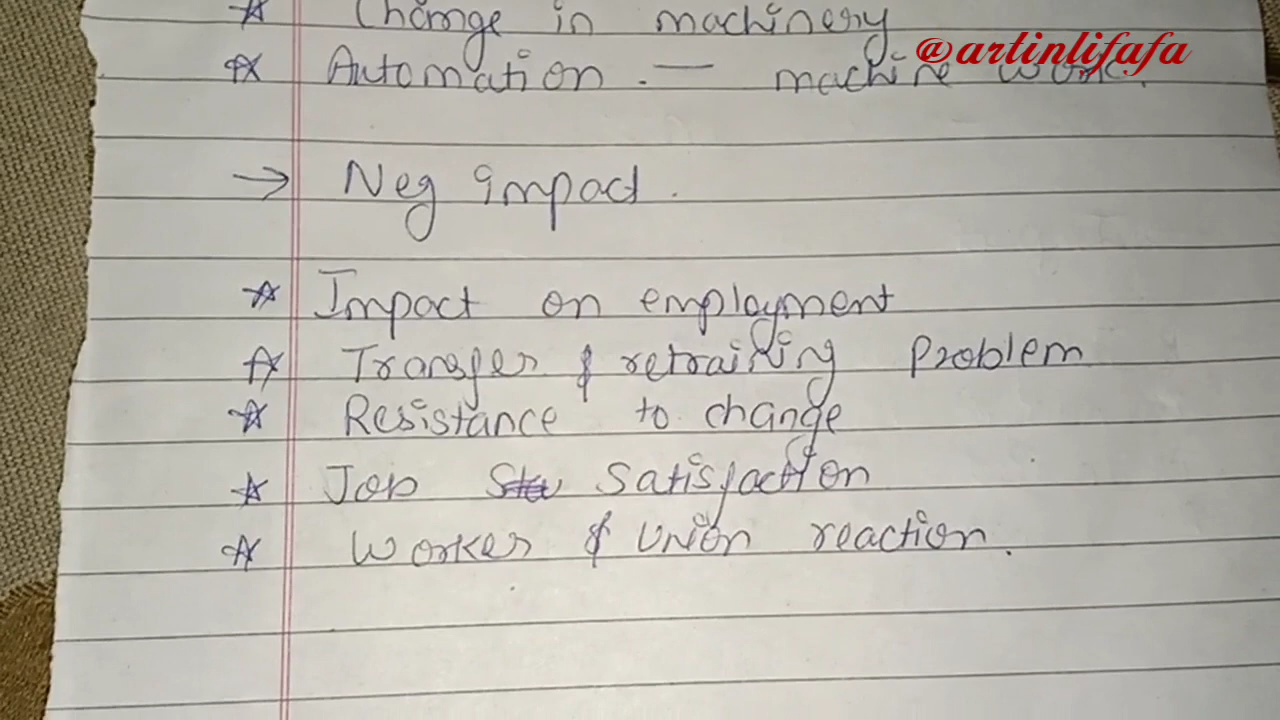 ☆ Change in machinery
@artinlifafa
☆ Automation. — machine work.
→ Neg impact.
☆ Impact on employment
☆ Transfer & retraining Problem
☆ Resistance to change
☆ Job satisfaction
☆ Worker & Union reaction.